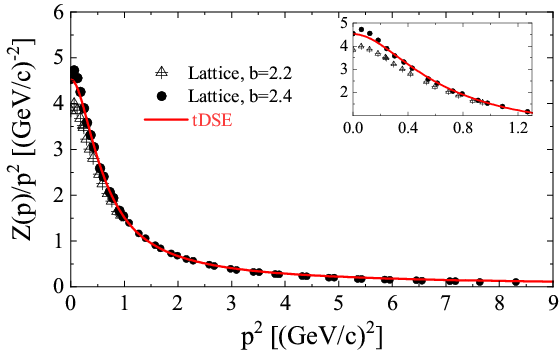 6
5
4
3
2
1
0
0 1 2 3 4 5 6 7 8 9
Z(p)/p² [(GeV/c)⁻²]
p² [(GeV/c)²]
Lattice, b=2.2
Lattice, b=2.4
tDSE
5
4
3
2
0.0 0.4 0.8 1.2